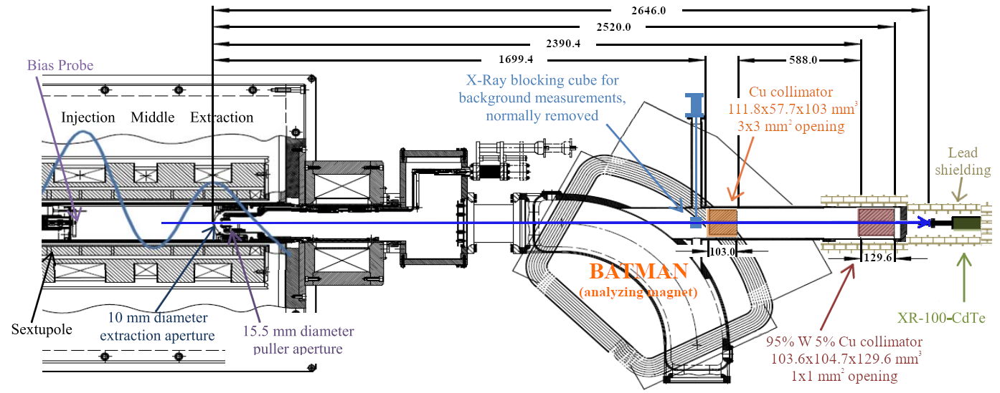 2646.0
2520.0
2390.4
1699.4
588.0
Bias Probe
X-Ray blocking cube for
background measurements,
normally removed
Cu collimator
111.8x57.7x103 mm³
3x3 mm² opening
Injection Middle Extraction
Lead
shielding
103.0
129.6
BATMAN
(analyzing magnet)
Sextupole
10 mm diameter
extraction aperture
15.5 mm diameter
puller aperture
XR-100-CdTe
95% W 5% Cu collimator
103.6x104.7x129.6 mm³
1x1 mm² opening